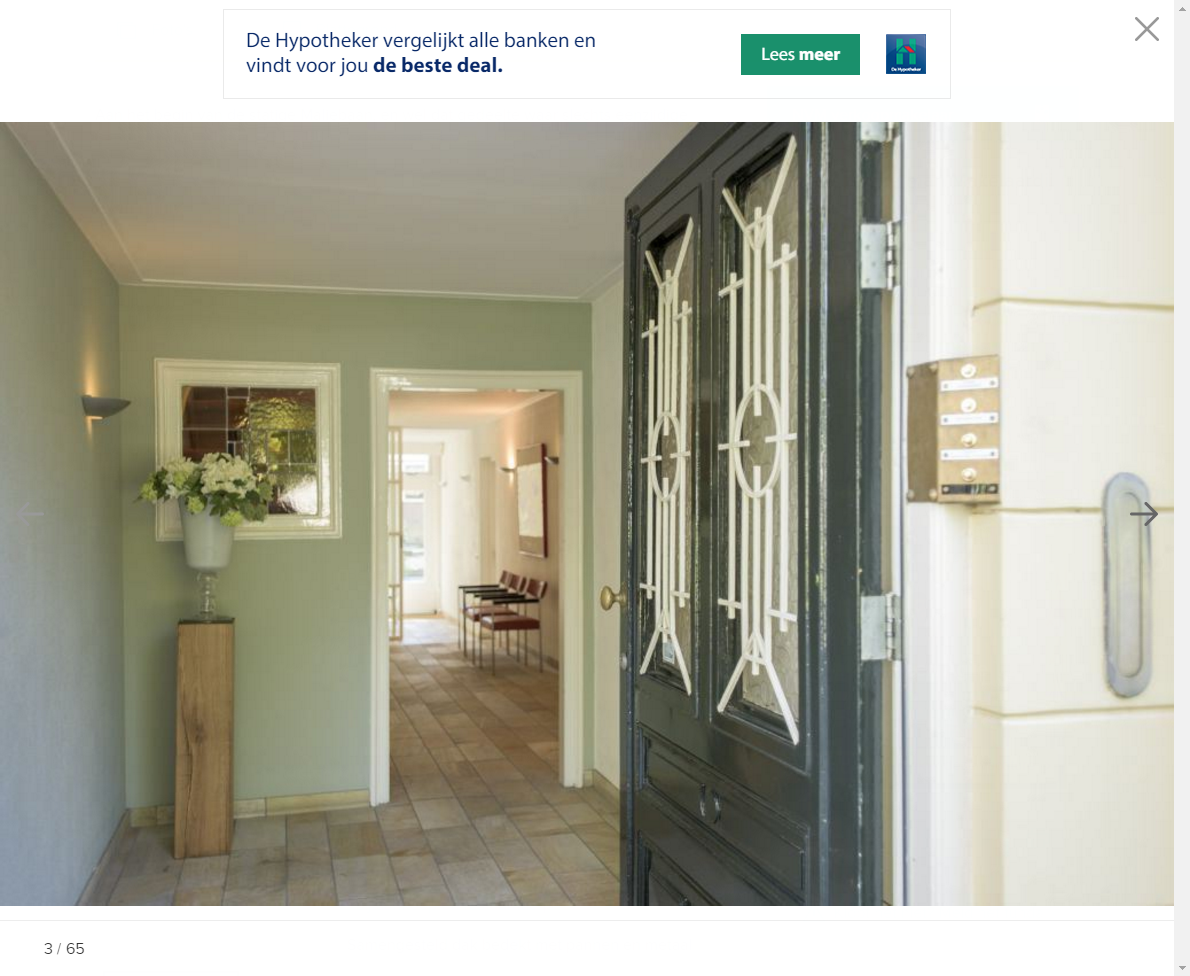 De Hypotheker vergelijkt alle banken en
vindt voor jou de beste deal.
Lees meer
De Hypotheker
3 / 65